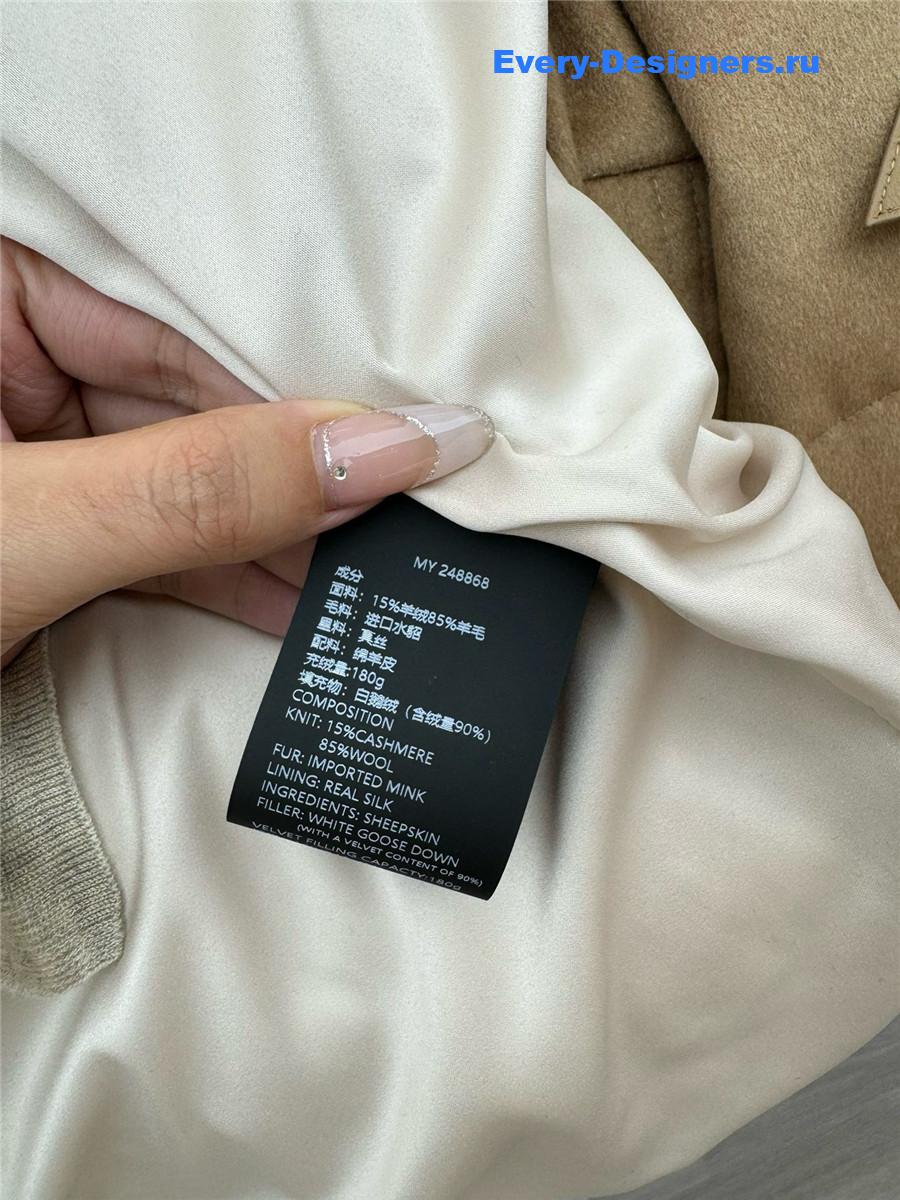 Every-Designers.ru
MY 248868
成分
面料：15%羊绒85%羊毛
毛料：进口水貂
里料：真丝
配料：绵羊皮
充绒量:180g
填充物：白鹅绒（含绒量90%）
COMPOSITION
KNIT: 15%CASHMERE
85%WOOL
FUR: IMPORTED MINK
LINING: REAL SILK
INGREDIENTS: SHEEPSKIN
FILLER: WHITE GOOSE DOWN
(WITH A VELVET CONTENT OF 90%)
VELVET FILLING CAPACTY:180g